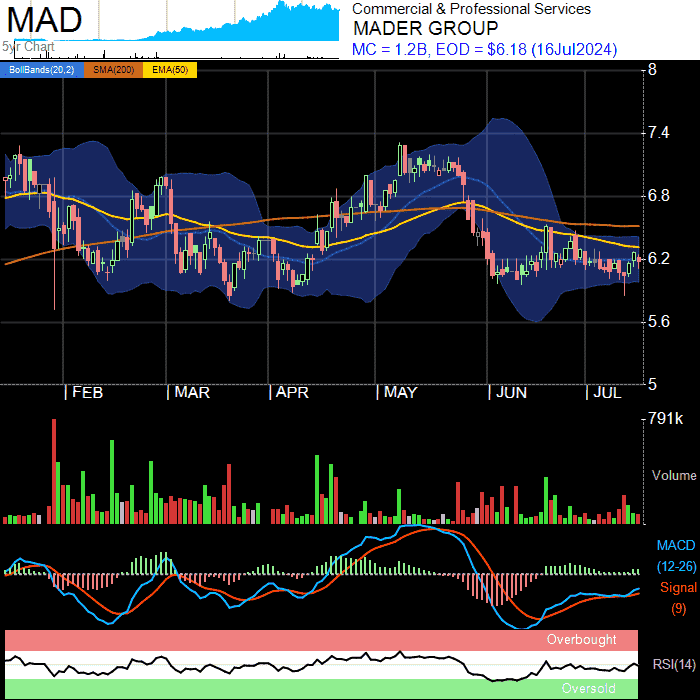 MAD
5yr Chart
Commercial & Professional Services
MADER GROUP
MC = 1.2B, EOD = $6.18 (16Jul2024)
BollBands(20,2) SMA(200) EMA(50)
8
7.4
6.8
6.2
5.6
5
FEB MAR APR MAY JUN JUL
791k
Volume
MACD
(12-26)
Signal
(9)
Overbought
RSI(14)
Oversold